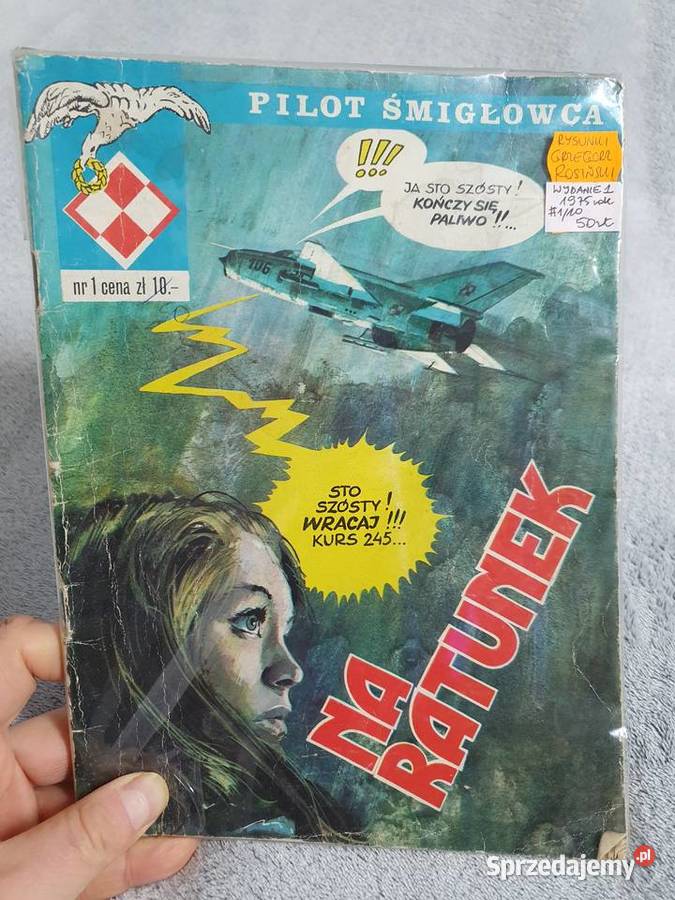 PILOT ŚMIGŁOWCA
RYSUNKI
GRZEGORZ
ROSIŃSKI
WYDANIE 1
1975 rok
#1/10
50zł
!!!
JA STO SZÓSTY!
KOŃCZY SIĘ
PALIWO!!...
106
nr 1 cena zł 10.-
STO
SZÓSTY!
WRACAJ!!!
KURS 245...
NA
RATUNEK
Sprzedajemy.pl